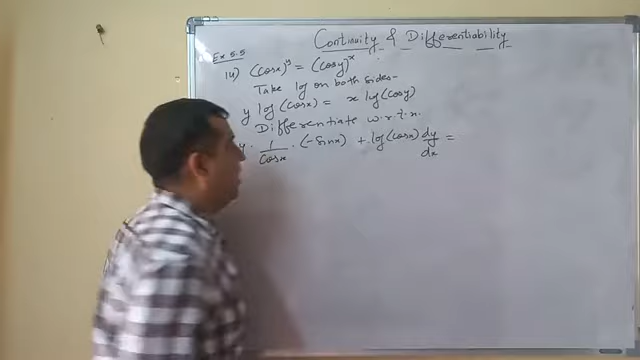 Continuity & Differentiability
Ex 5.5
14) (cosx)^y = (cosy)^x
Take log on both sides-
y log(cosx) = x log(cosy)
Differentiate w.r.t.x.
y. 1/cosx . (-sinx) + log(cosx) dy/dx =